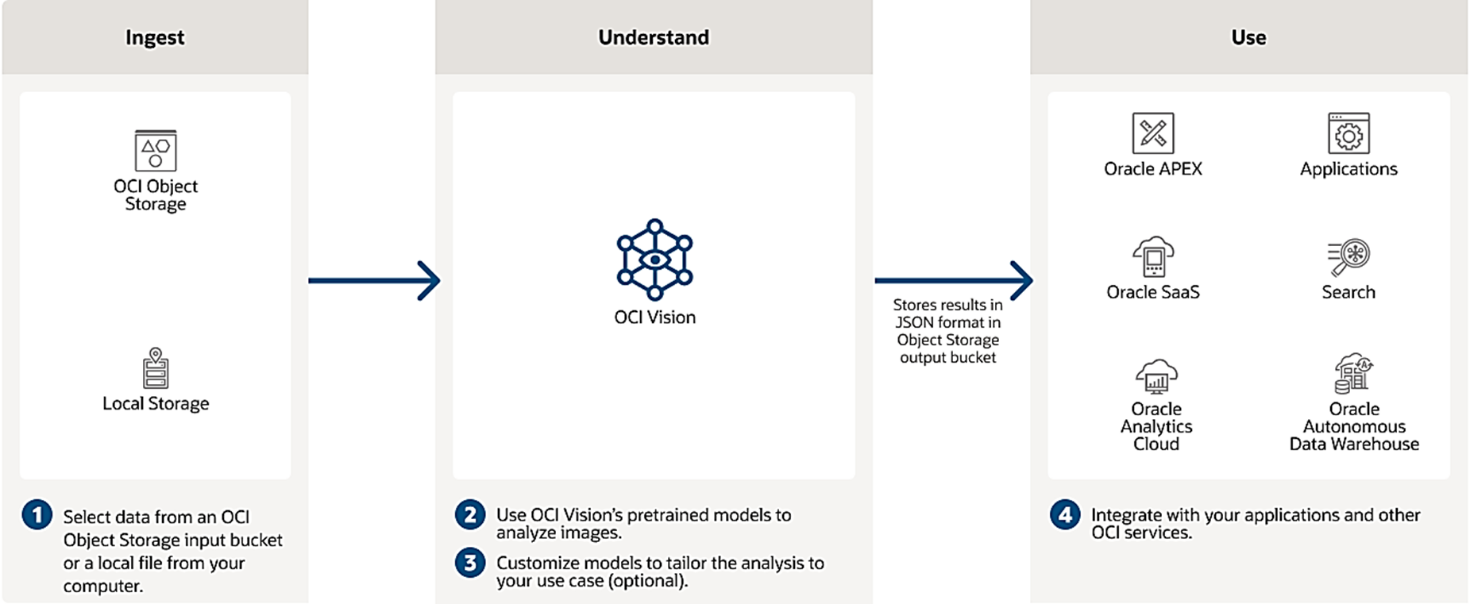 Ingest
OCI Object
Storage
Local Storage
1 Select data from an OCI
Object Storage input bucket
or a local file from your
computer.
Understand
OCI Vision
2 Use OCI Vision's pretrained models to
analyze images.
3 Customize models to tailor the analysis to
your use case (optional).
Stores results in
JSON format in
Object Storage
output bucket
Use
Oracle APEX
Applications
Oracle SaaS
Search
Oracle
Analytics
Cloud
Oracle
Autonomous
Data Warehouse
4 Integrate with your applications and other
OCI services.